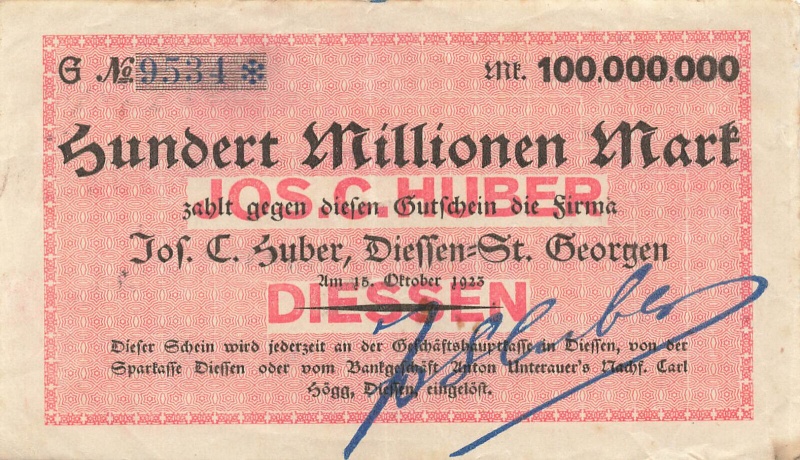 G № 9534 ✻ Mk. 100.000.000
Hundert Millionen Mark
JOS. C. HUBER
zahlt gegen diesen Gutschein die Firma
Jos. C. Huber, Diessen-St. Georgen
Am 15. Oktober 1923
DIESSEN
Dieser Schein wird jederzeit an der Geschäftshauptkasse in Diessen, von der
Sparkasse Diessen oder vom Bankgeschäft Anton Unterauer's Nachf. Carl
Högg, Diessen, eingelöst.
Huber